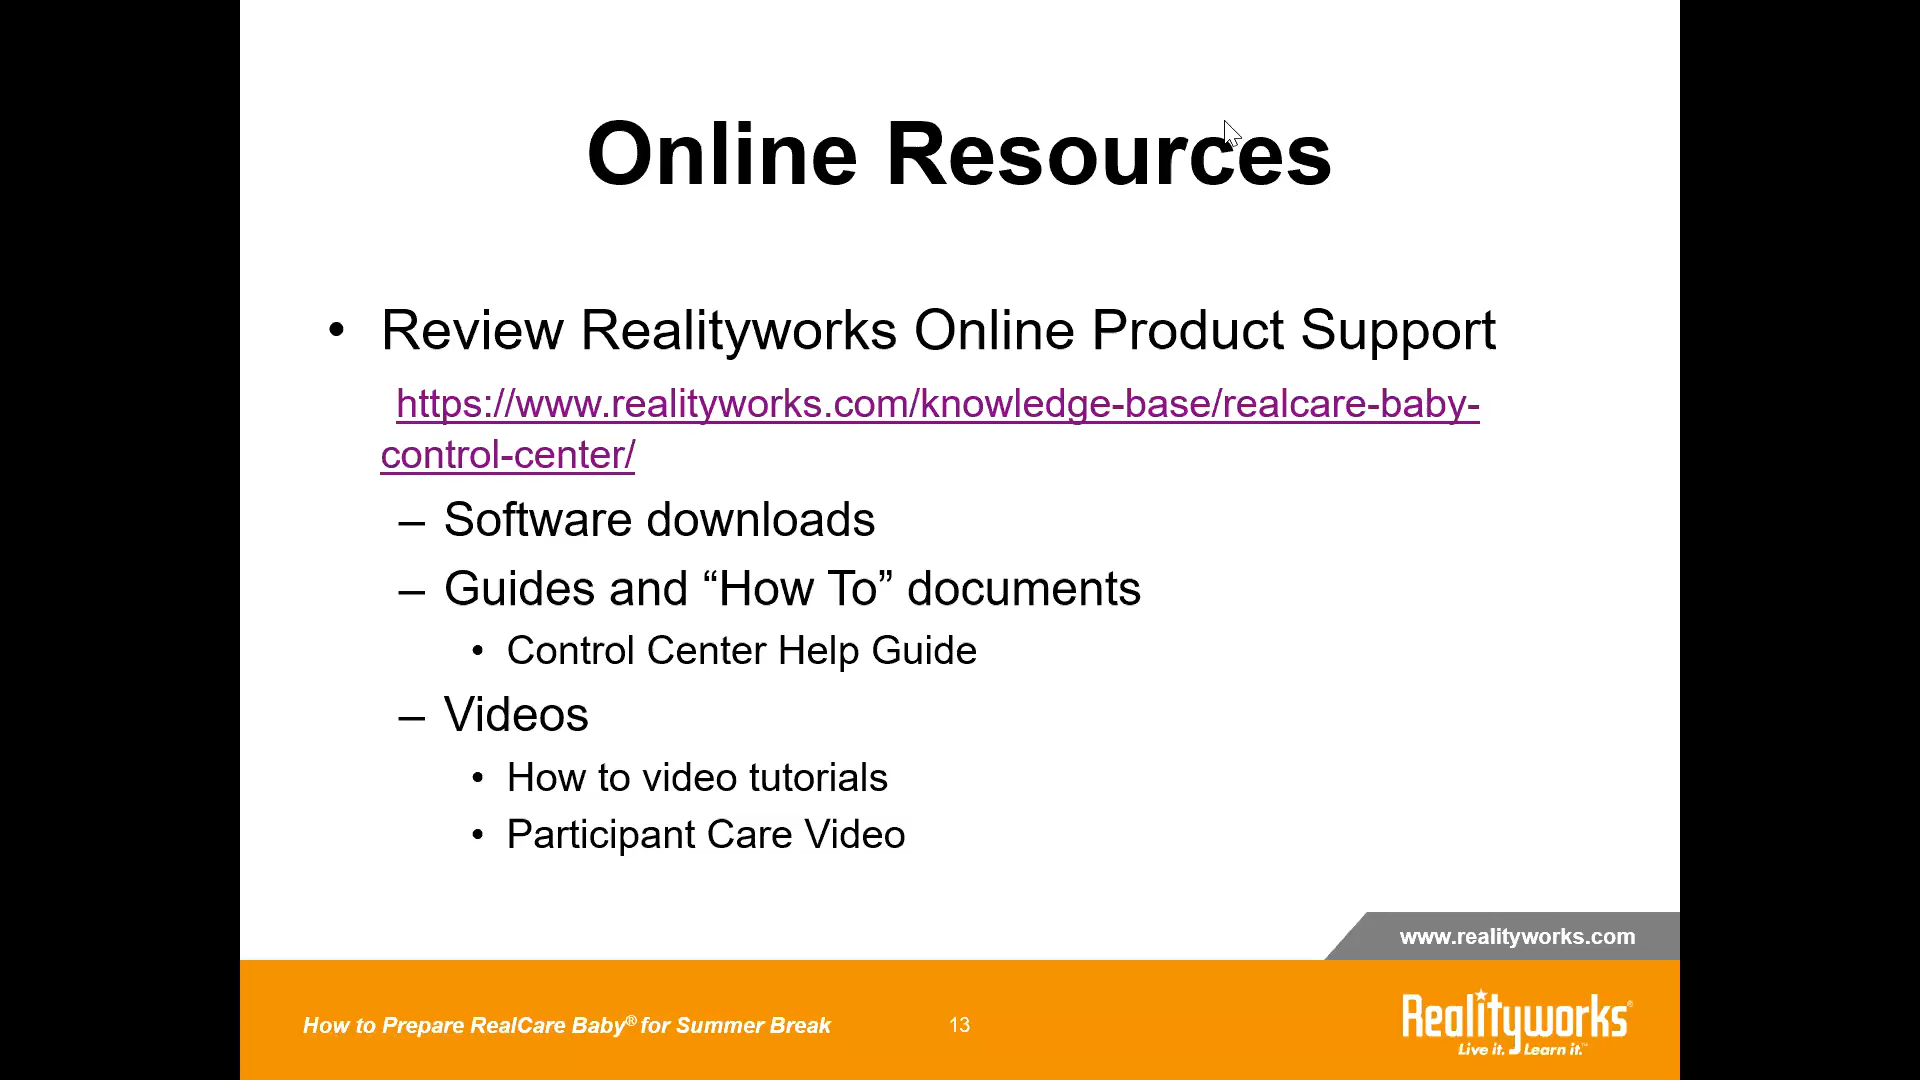 Online Resources
• Review Realityworks Online Product Support
https://www.realityworks.com/knowledge-base/realcare-baby-
control-center/
– Software downloads
– Guides and “How To” documents
• Control Center Help Guide
– Videos
• How to video tutorials
• Participant Care Video
www.realityworks.com
How to Prepare RealCare Baby® for Summer Break
13
Realityworks®
Live it. Learn it.™